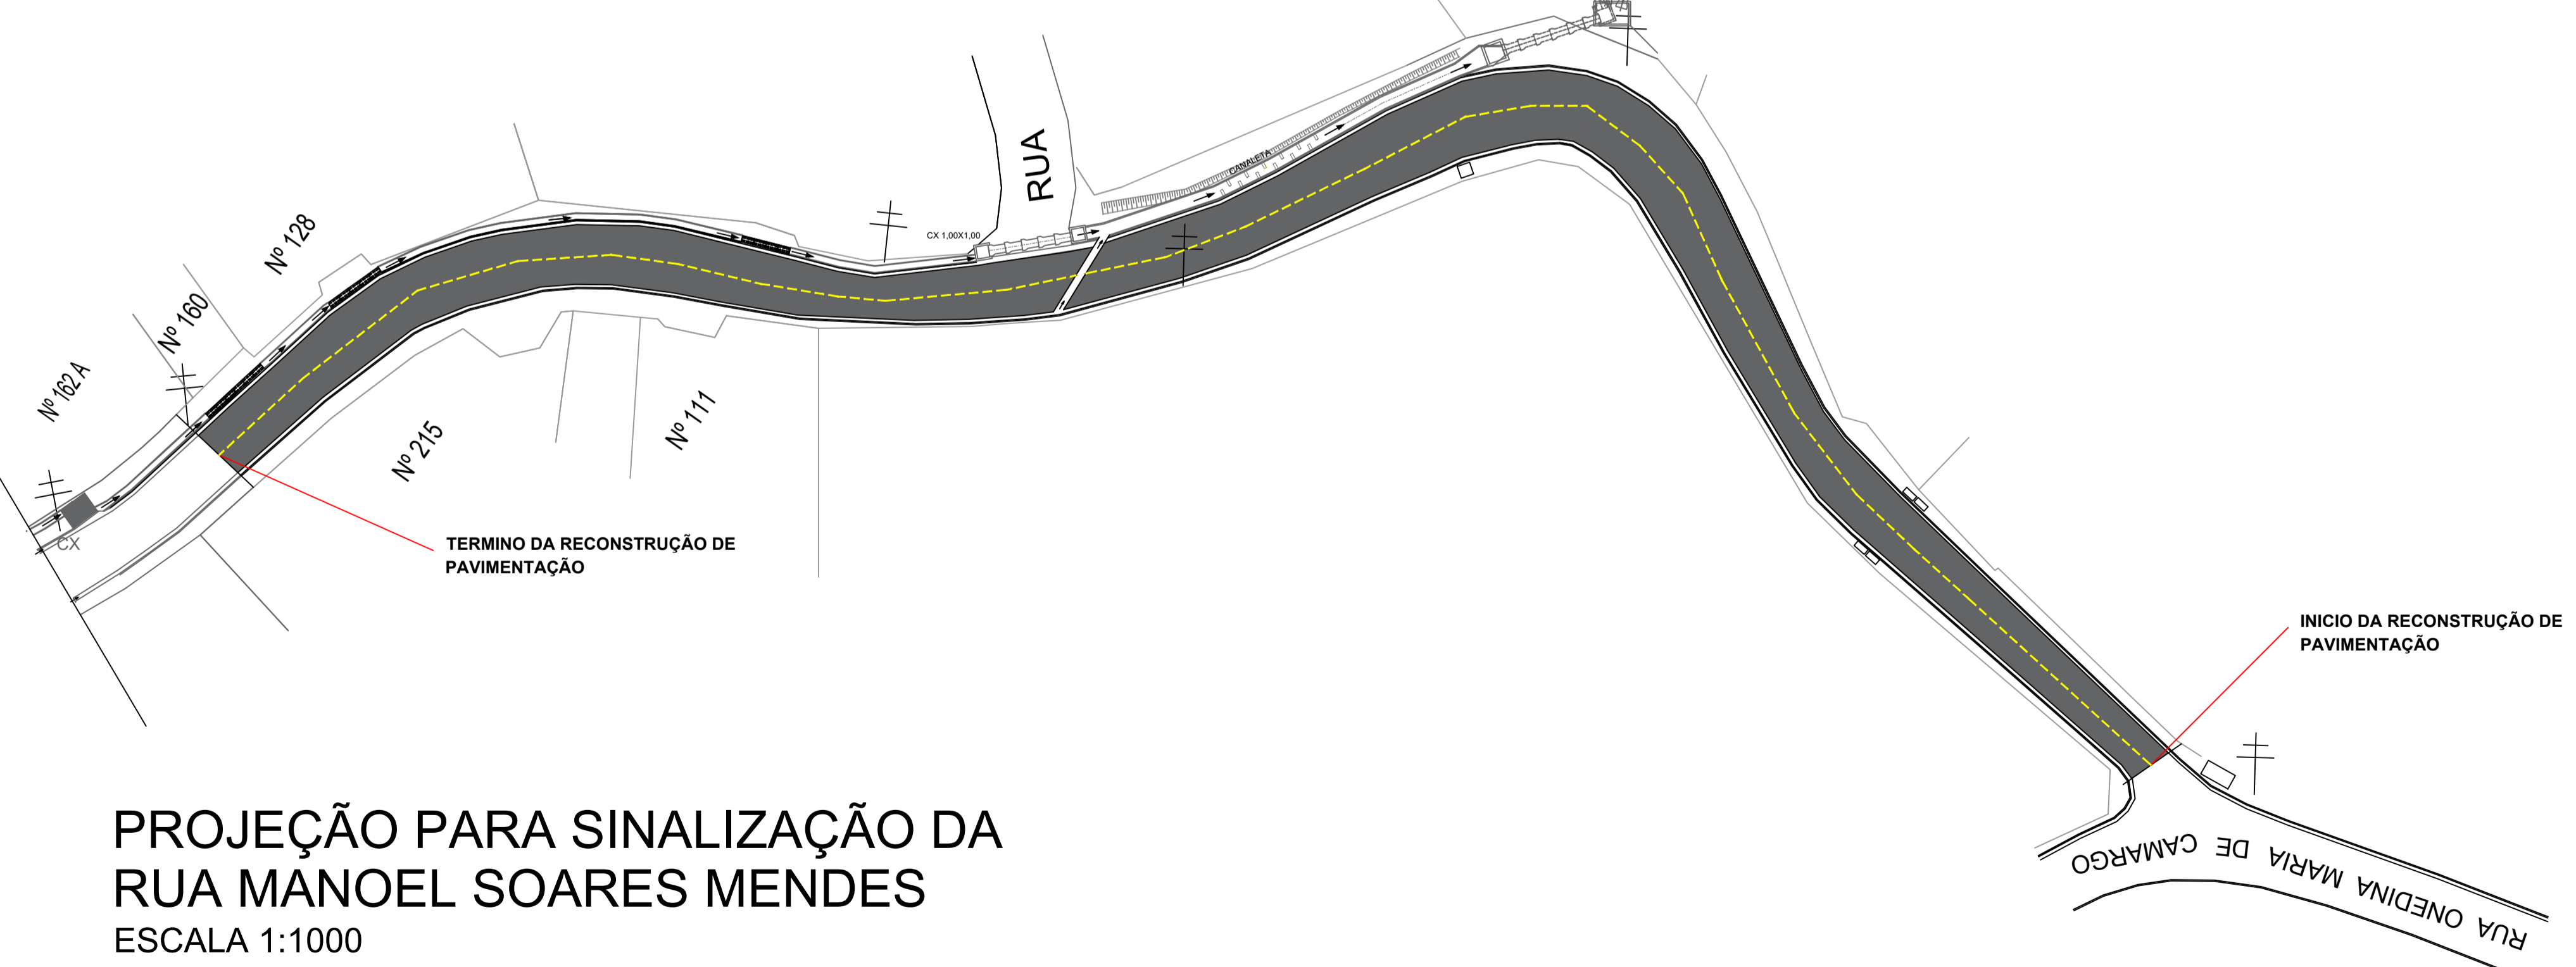 RUA
CANALETA
CX 1,00X1,00
Nº 128
Nº 160
Nº 162 A
Nº 215
Nº 111
CX
TERMINO DA RECONSTRUÇÃO DE
PAVIMENTAÇÃO
INICIO DA RECONSTRUÇÃO DE
PAVIMENTAÇÃO
RUA ONEDINA MARIA DE CAMARGO
PROJEÇÃO PARA SINALIZAÇÃO DA
RUA MANOEL SOARES MENDES
ESCALA 1:1000